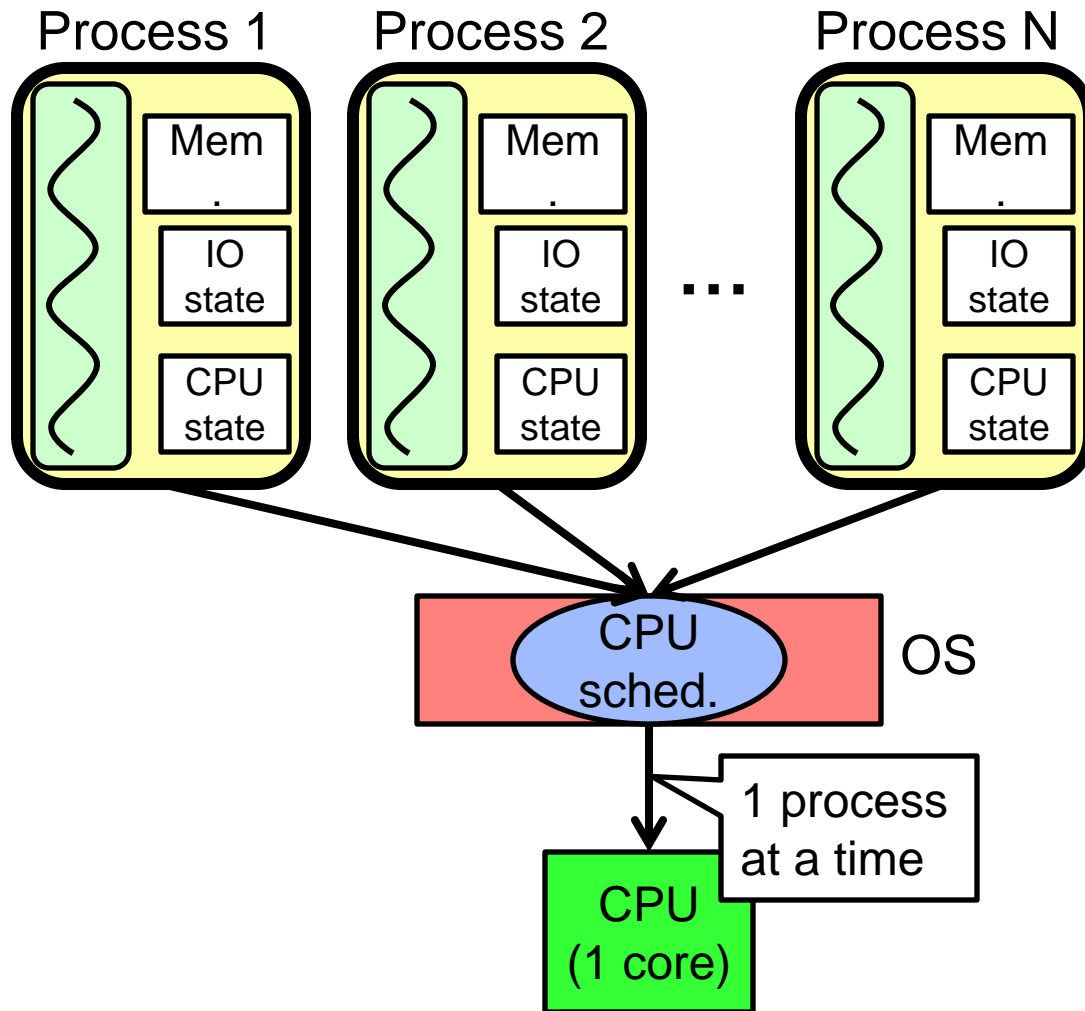 Process 1
Process 2
Process N
Mem
.
IO
state
CPU
state
Mem
.
IO
state
CPU
state
...
Mem
.
IO
state
CPU
state
CPU
sched.
OS
1 process
at a time
CPU
(1 core)